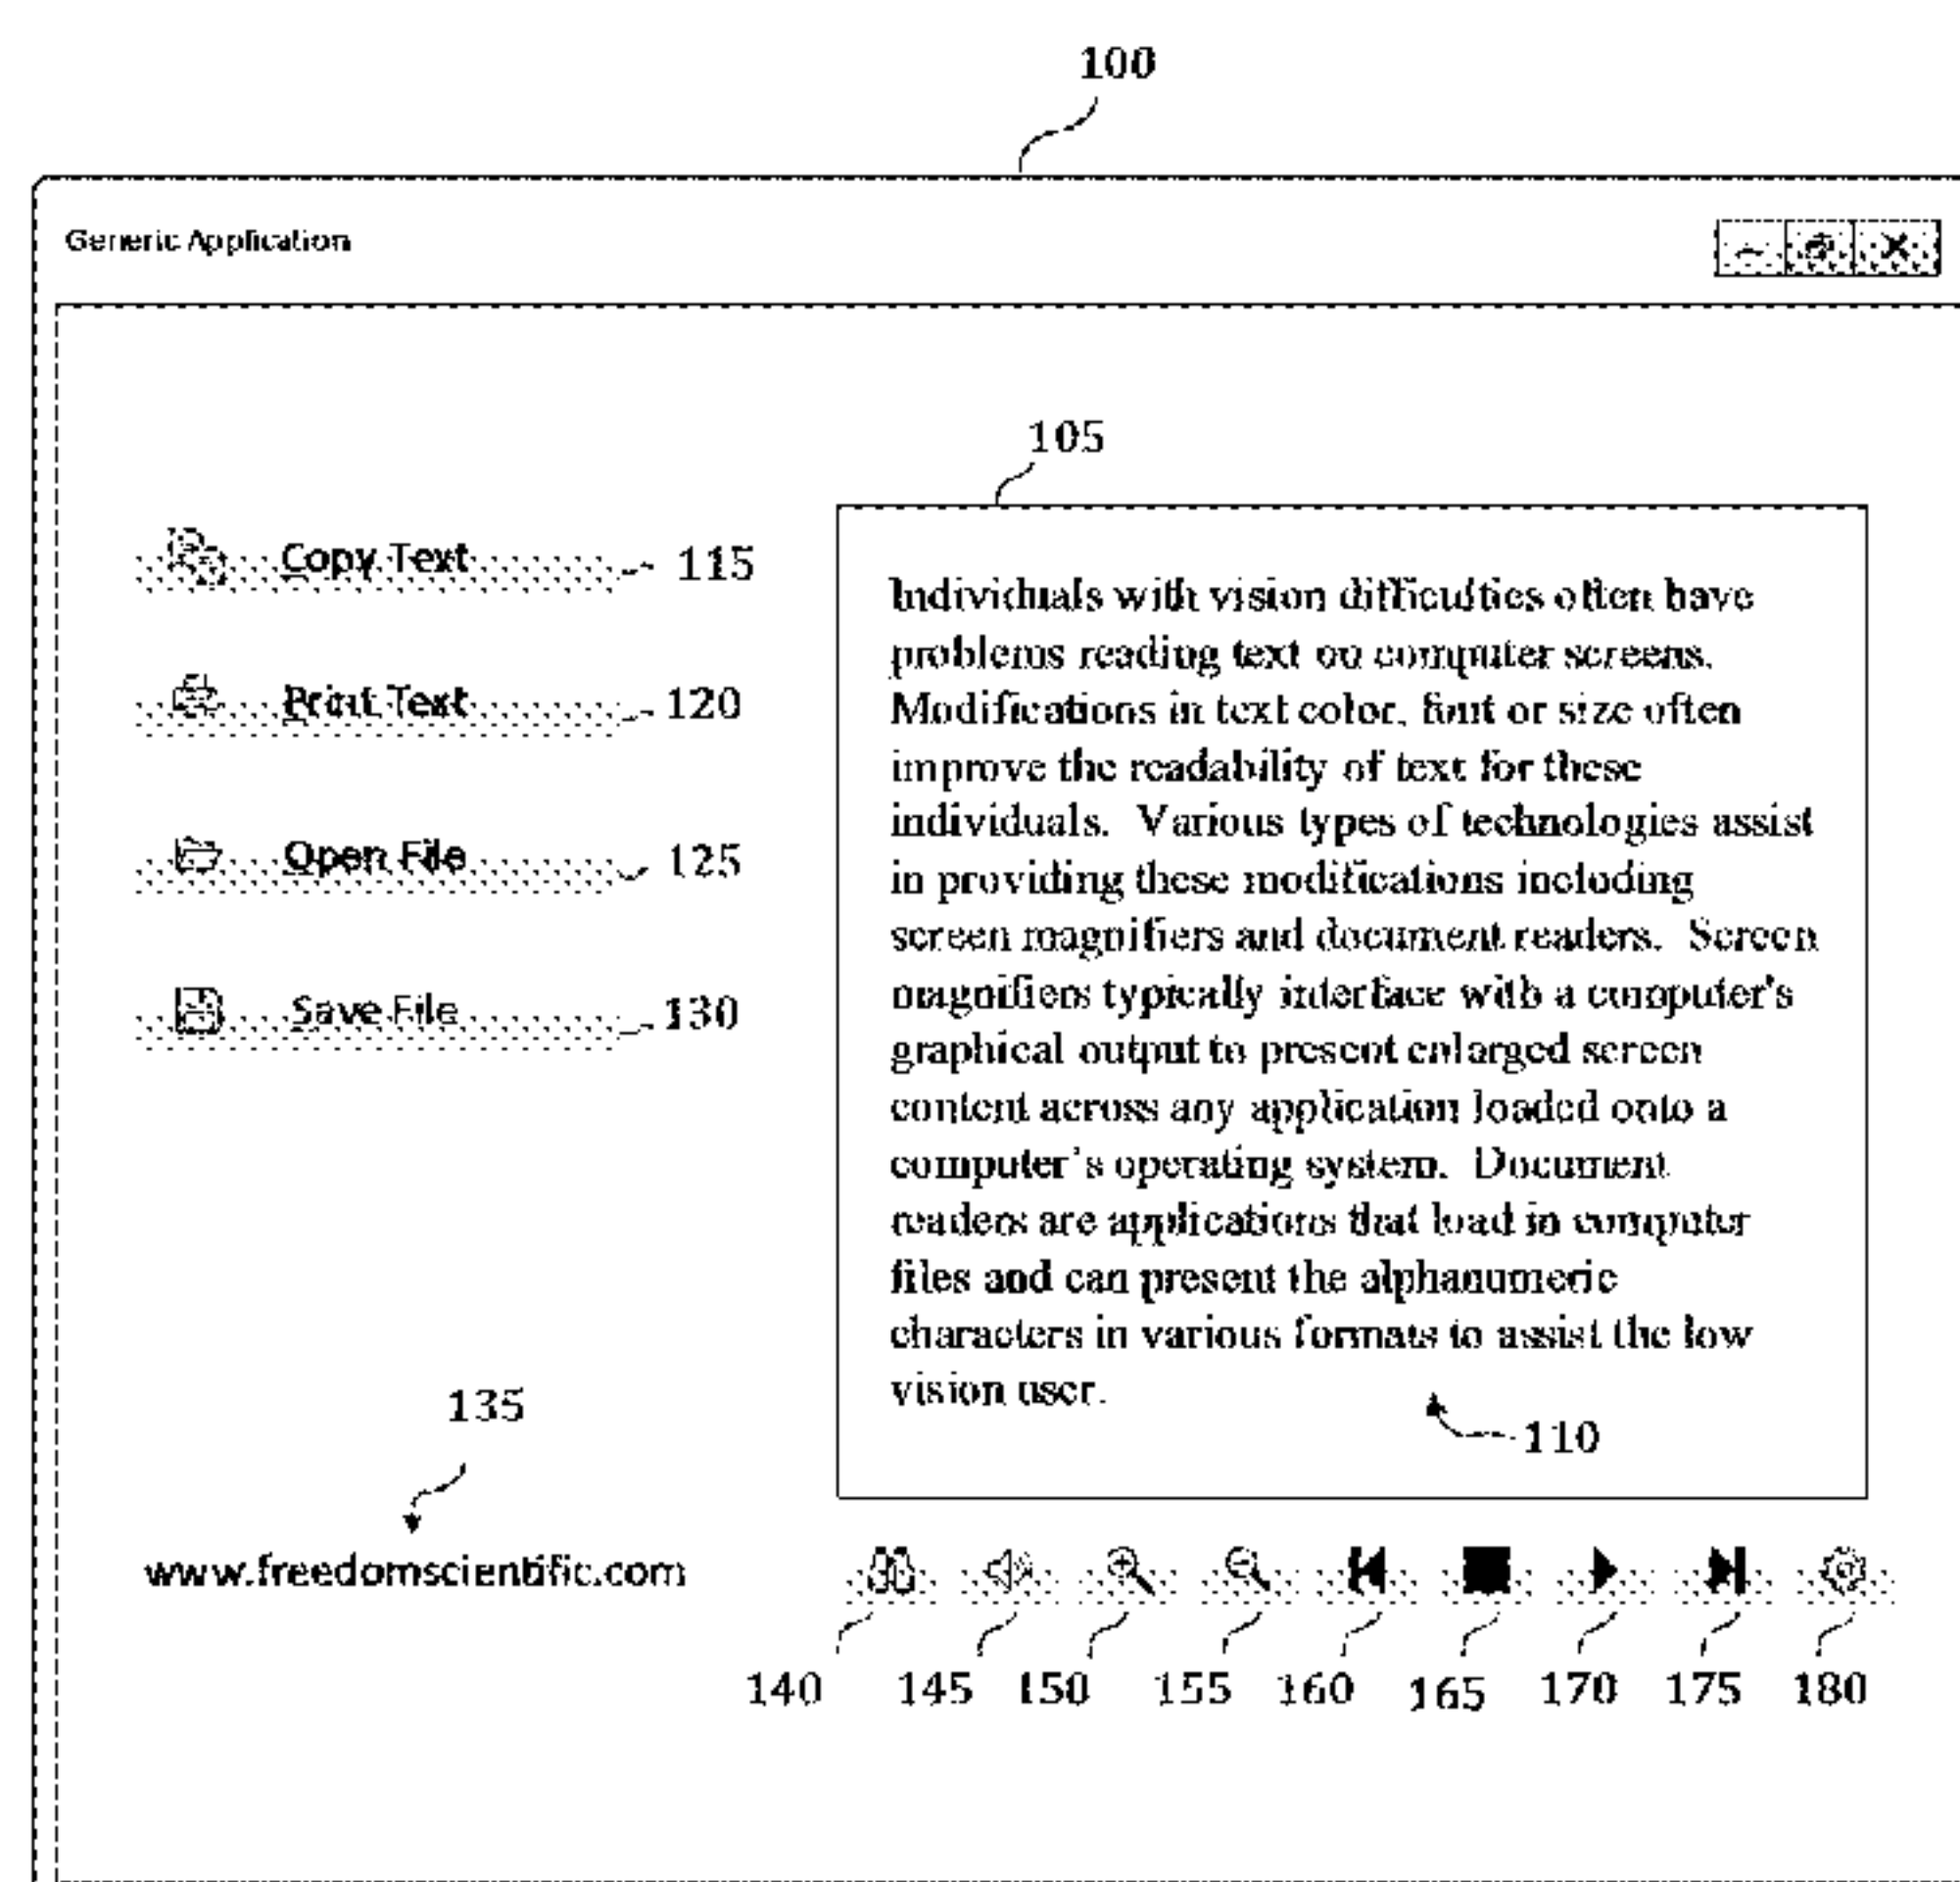 100
Generic Application
105
Copy Text 115
Print Text 120
Open File 125
Save File 130
Individuals with vision difficulties often have
problems reading text on computer screens.
Modifications in text color, font or size often
improve the readability of text for these
individuals. Various types of technologies assist
in providing these modifications including
screen magnifiers and document readers. Screen
magnifiers typically interface with a computer's
graphical output to present enlarged screen
content across any application loaded onto a
computer's operating system. Document
readers are applications that load in computer
files and can present the alphanumeric
characters in various formats to assist the low
vision user.
110
135
www.freedomscientific.com
140 145 150 155 160 165 170 175 180